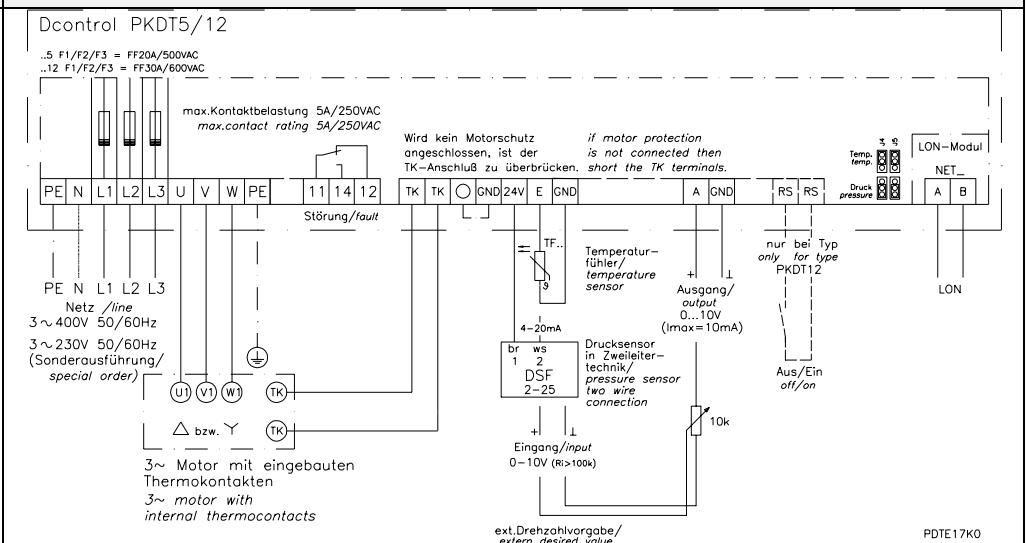 Dcontrol PKDT5/12
..5 F1/F2/F3 = FF20A/500VAC
..12 F1/F2/F3 = FF30A/600VAC
max.Kontaktbelastung 5A/250VAC
max.contact rating 5A/250VAC
Wird kein Motorschutz
angeschlossen, ist der
TK-Anschluß zu überbrücken.
if motor protection
is not connected then
short the TK terminals.
J4 J5
Temp.
temp.
Druck
pressure
LON-Modul
NET_
PE N L1 L2 L3 U V W PE 11 14 12 TK TK GND 24V E GND A GND RS RS A B
Störung/fault
PE N L1 L2 L3
Netz /line
3~400V 50/60Hz
3~230V 50/60Hz
(Sonderausführung/
special order)
U1 V1 W1 TK
△ bzw. Y TK
3~ Motor mit eingebauten
Thermokontakten
3~ motor with
internal thermocontacts
TF..
ϑ
Temperatur-
fühler/
temperature
sensor
4-20mA
br ws
1 2
DSF
2-25
Drucksensor
in Zweileiter-
technik/
pressure sensor
two wire
connection
+ ⊥
Eingang/input
0-10V (Ri>100k)
ext.Drehzahlvorgabe/
extern desired value
+ ⊥
Ausgang/
output
0...10V
(Imax=10mA)
10k
nur bei Typ
only for type
PKDT12
Aus/Ein
off/on
LON
PDTE17K0